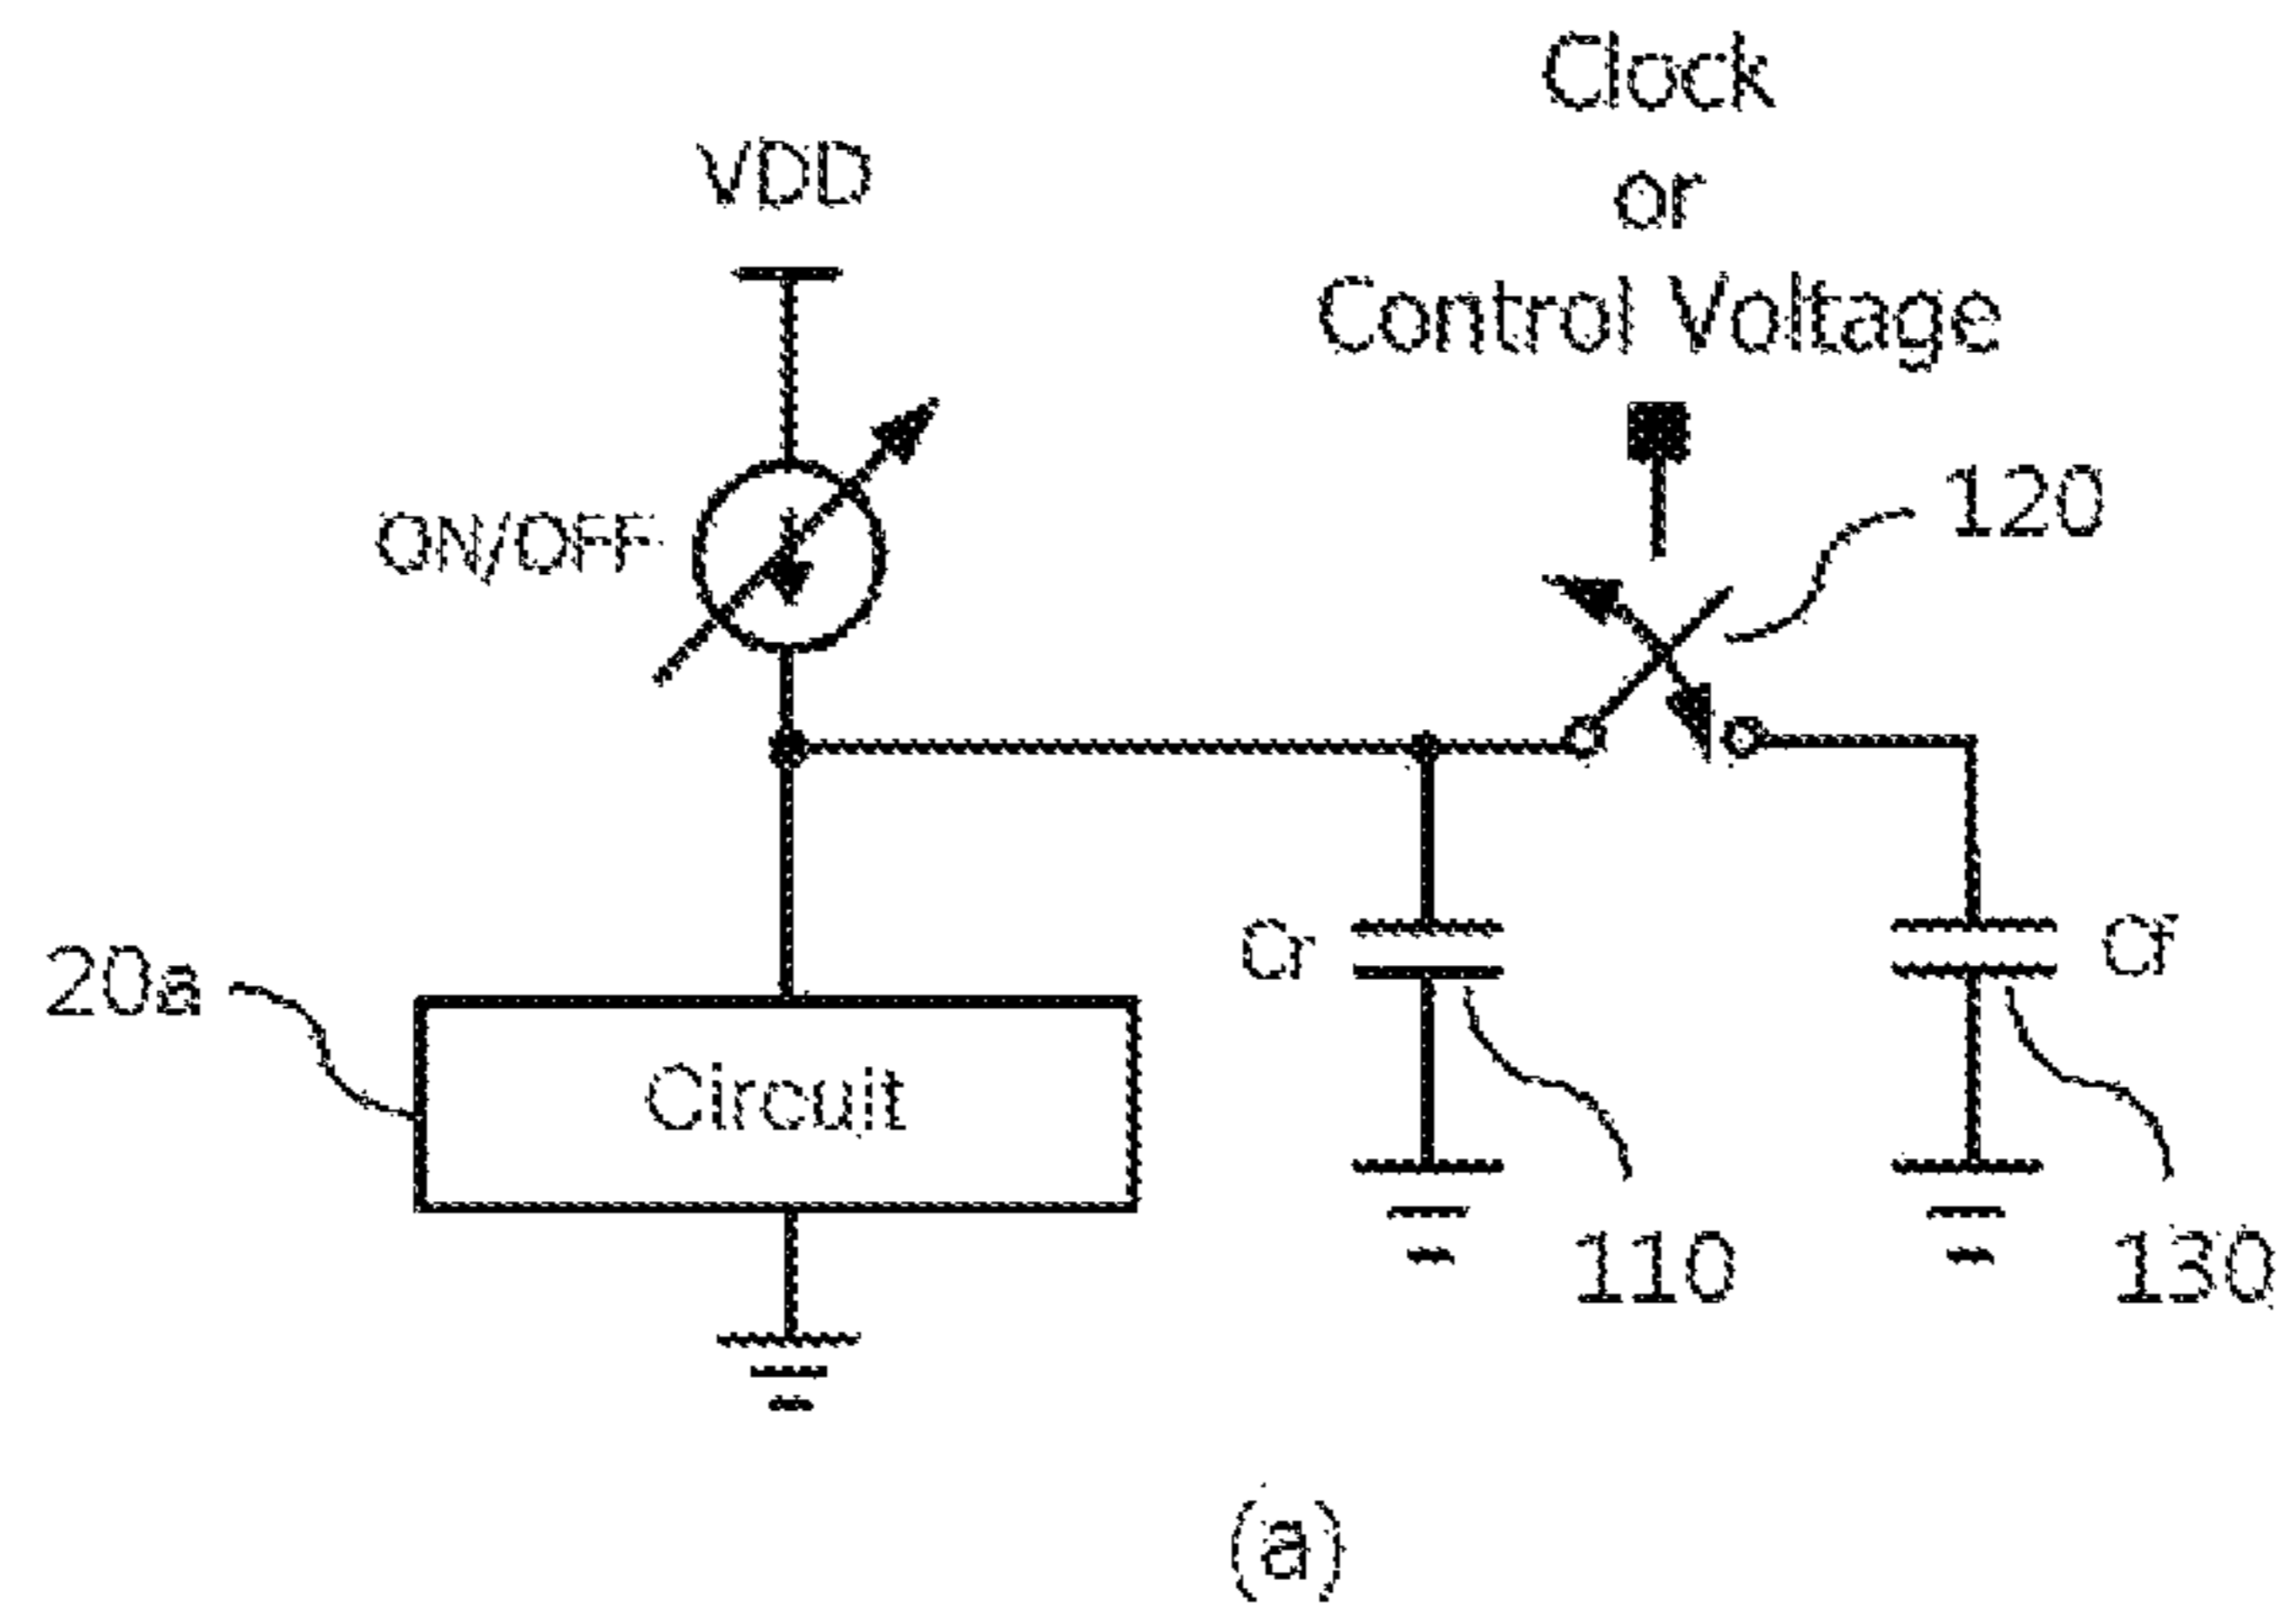 Clock
or
Control Voltage
VDD
ON/OFF
120
20a
Circuit
Cr
Cf
110
130
(a)